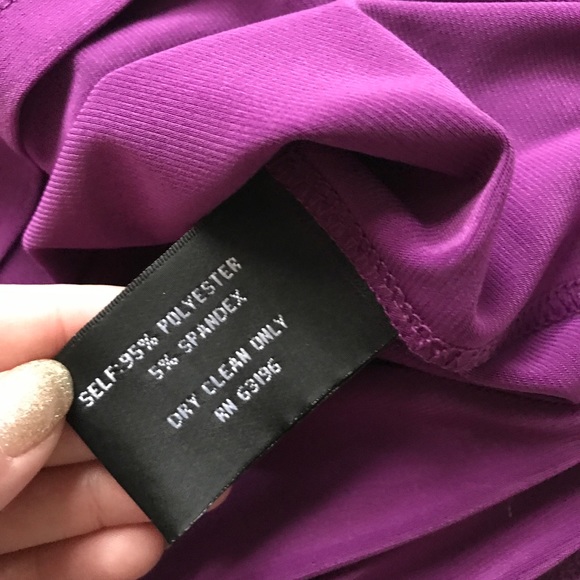 SELF:95% POLYESTER
5% SPANDEX
DRY CLEAN ONLY
RN 63196